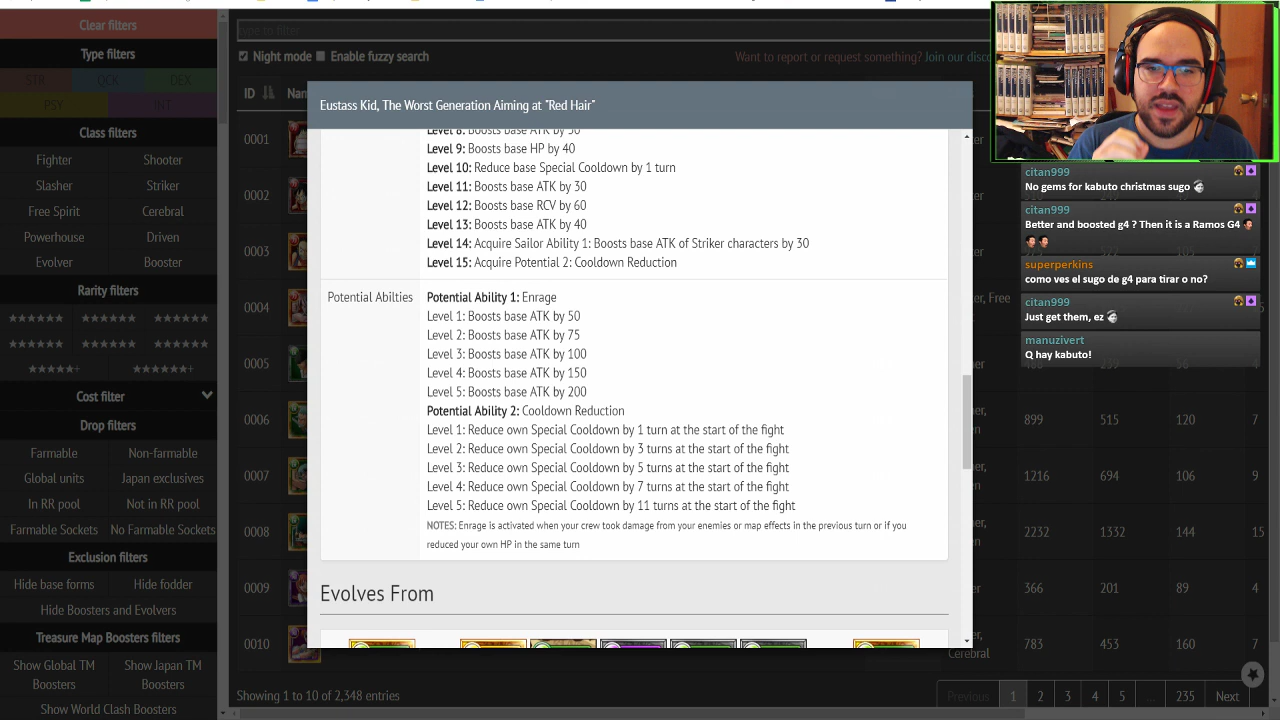 Clear filters
Type filters
STR
QCK
DEX
PSY
INT
Class filters
Fighter
Shooter
Slasher
Striker
Free Spirit
Cerebral
Powerhouse
Driven
Evolver
Booster
Rarity filters
Cost filter
Drop filters
Farmable
Non-farmable
Global units
Japan exclusives
In RR pool
Not in RR pool
Farmable Sockets
No Farmable Sockets
Exclusion filters
Hide base forms
Hide fodder
Hide Boosters and Evolvers
Treasure Map Boosters filters
Show Global TM
Boosters
Show Japan TM
Boosters
Show World Clash Boosters
Type to filter
Night mode
Enable fuzzy search
Want to report or request something? Join our disco
ID
Nam
0001
0002
0003
0004
0005
0006
0007
0008
0009
0010
Eustass Kid, The Worst Generation Aiming at "Red Hair"
Level 8: Boosts base ATK by 30
Level 9: Boosts base HP by 40
Level 10: Reduce base Special Cooldown by 1 turn
Level 11: Boosts base ATK by 30
Level 12: Boosts base RCV by 60
Level 13: Boosts base ATK by 40
Level 14: Acquire Sailor Ability 1: Boosts base ATK of Striker characters by 30
Level 15: Acquire Potential 2: Cooldown Reduction
Potential Abilties
Potential Ability 1: Enrage
Level 1: Boosts base ATK by 50
Level 2: Boosts base ATK by 75
Level 3: Boosts base ATK by 100
Level 4: Boosts base ATK by 150
Level 5: Boosts base ATK by 200
Potential Ability 2: Cooldown Reduction
Level 1: Reduce own Special Cooldown by 1 turn at the start of the fight
Level 2: Reduce own Special Cooldown by 3 turns at the start of the fight
Level 3: Reduce own Special Cooldown by 5 turns at the start of the fight
Level 4: Reduce own Special Cooldown by 7 turns at the start of the fight
Level 5: Reduce own Special Cooldown by 11 turns at the start of the fight
NOTES: Enrage is activated when your crew took damage from your enemies or map effects in the previous turn or if you
reduced your own HP in the same turn
Evolves From
citan999
No gems for kabuto christmas sugo
citan999
Better and boosted g4 ? Then it is a Ramos G4
superperkins
como ves el sugo de g4 para tirar o no?
citan999
Just get them, ez
manuzivert
Q hay kabuto!
899 515 120 7
1216 694 106 9
2232 1332 144 15
366 201 89 4
783 453 160 7
Cerebral
Showing 1 to 10 of 2,348 entries
Previous 1 2 3 4 5 ... 235 Next